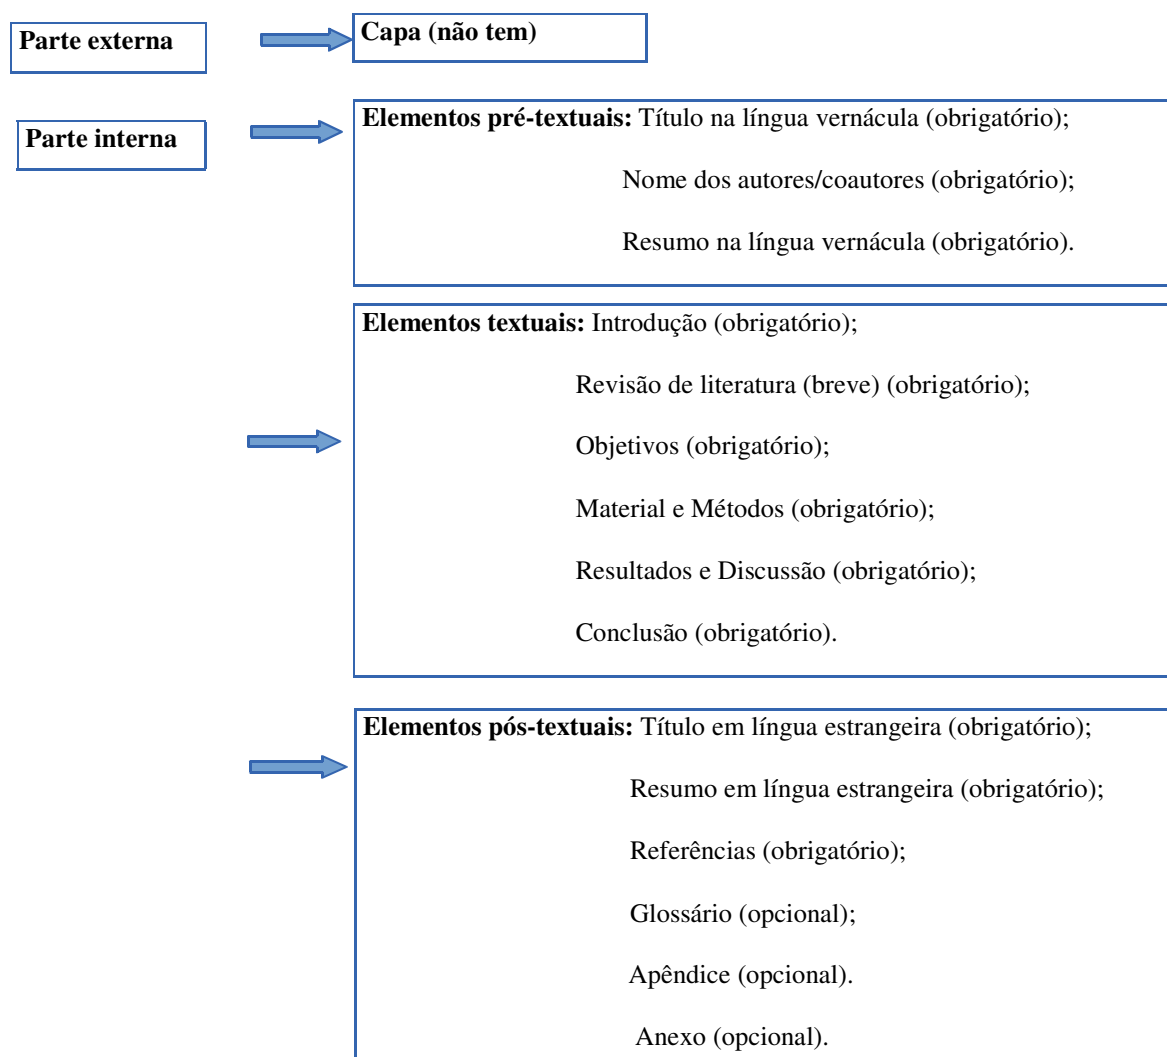 Parte externa
Capa (não tem)
Parte interna
Elementos pré-textuais: Título na língua vernácula (obrigatório);
Nome dos autores/coautores (obrigatório);
Resumo na língua vernácula (obrigatório).
Elementos textuais: Introdução (obrigatório);
Revisão de literatura (breve) (obrigatório);
Objetivos (obrigatório);
Material e Métodos (obrigatório);
Resultados e Discussão (obrigatório);
Conclusão (obrigatório).
Elementos pós-textuais: Título em língua estrangeira (obrigatório);
Resumo em língua estrangeira (obrigatório);
Referências (obrigatório);
Glossário (opcional);
Apêndice (opcional).
Anexo (opcional).